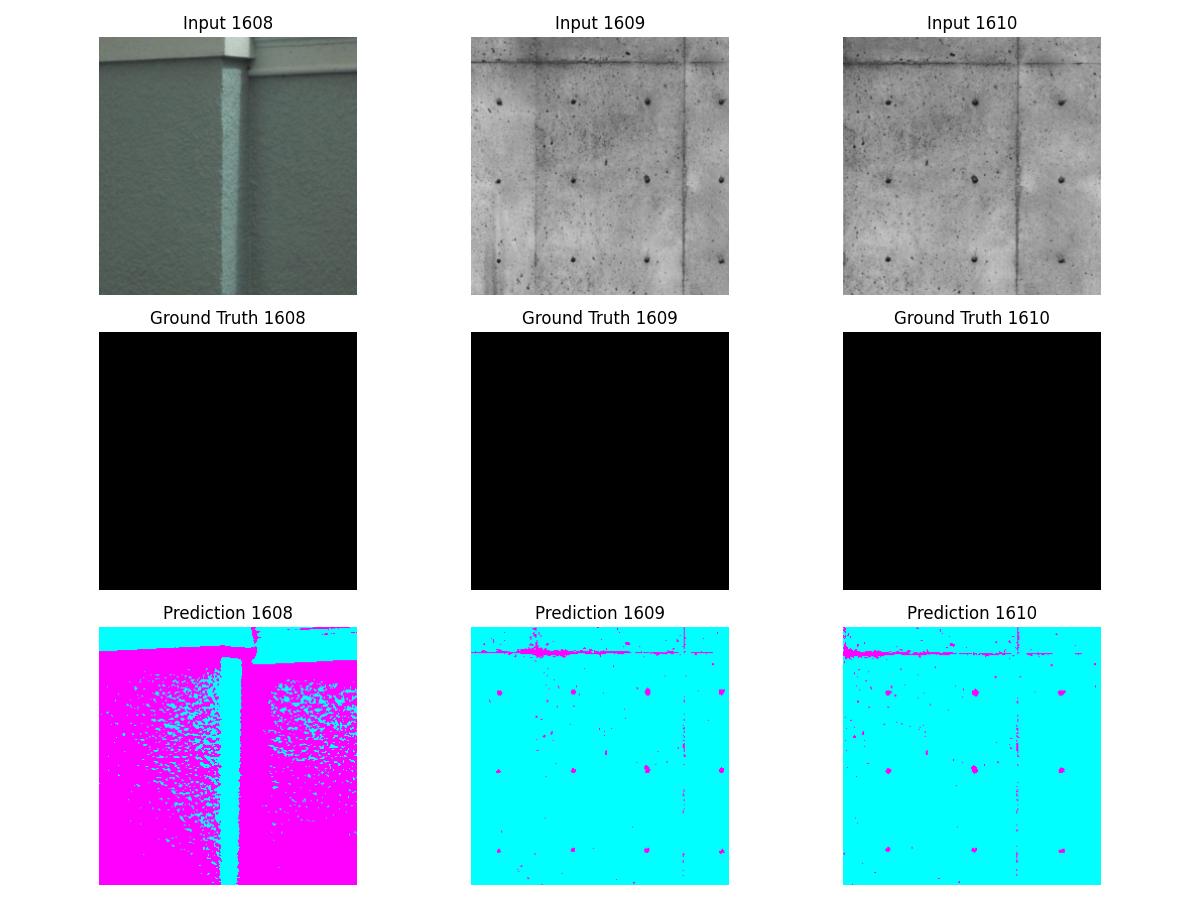 Input 1608
Input 1609
Input 1610
Ground Truth 1608
Ground Truth 1609
Ground Truth 1610
Prediction 1608
Prediction 1609
Prediction 1610